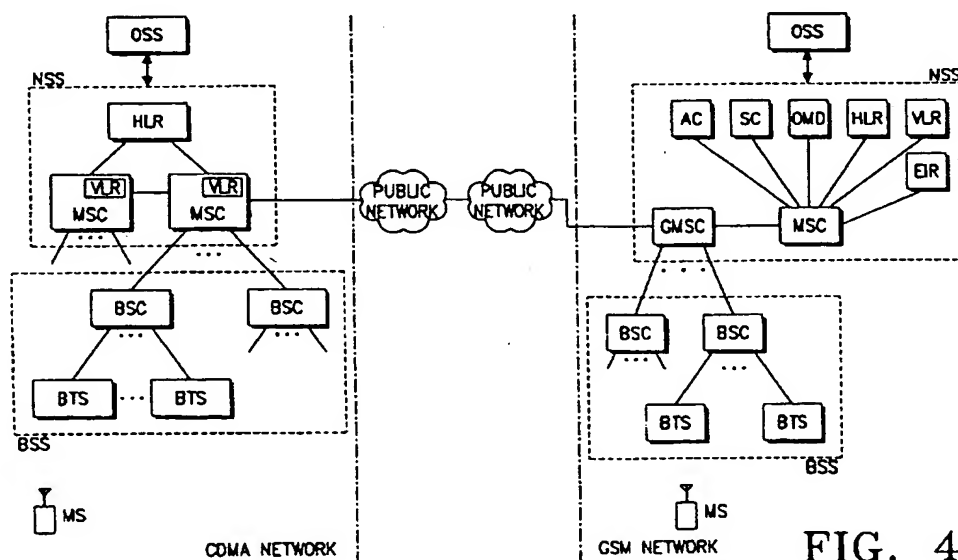 OSS
NSS
HLR
VLR
MSC
VLR
MSC
BSC
BSC
BTS
BTS
BSS
MS
CDMA NETWORK
PUBLIC
NETWORK
PUBLIC
NETWORK
OSS
NSS
AC
SC
OMD
HLR
VLR
EIR
GMSC
MSC
BSC
BSC
BTS
BTS
BSS
MS
GSM NETWORK
FIG. 4